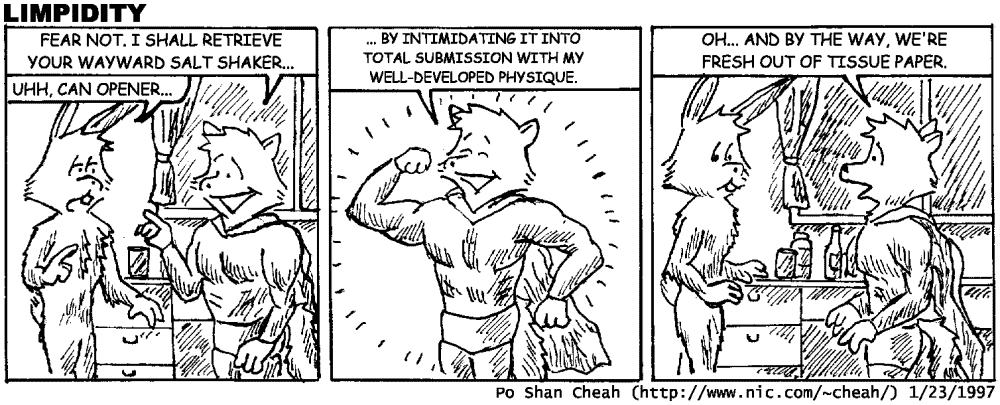 LIMPIDITY
FEAR NOT. I SHALL RETRIEVE
YOUR WAYWARD SALT SHAKER...
UHH, CAN OPENER...
... BY INTIMIDATING IT INTO
TOTAL SUBMISSION WITH MY
WELL-DEVELOPED PHYSIQUE.
OH... AND BY THE WAY, WE'RE
FRESH OUT OF TISSUE PAPER.
Po Shan Cheah (http://www.nic.com/~cheah/) 1/23/1997